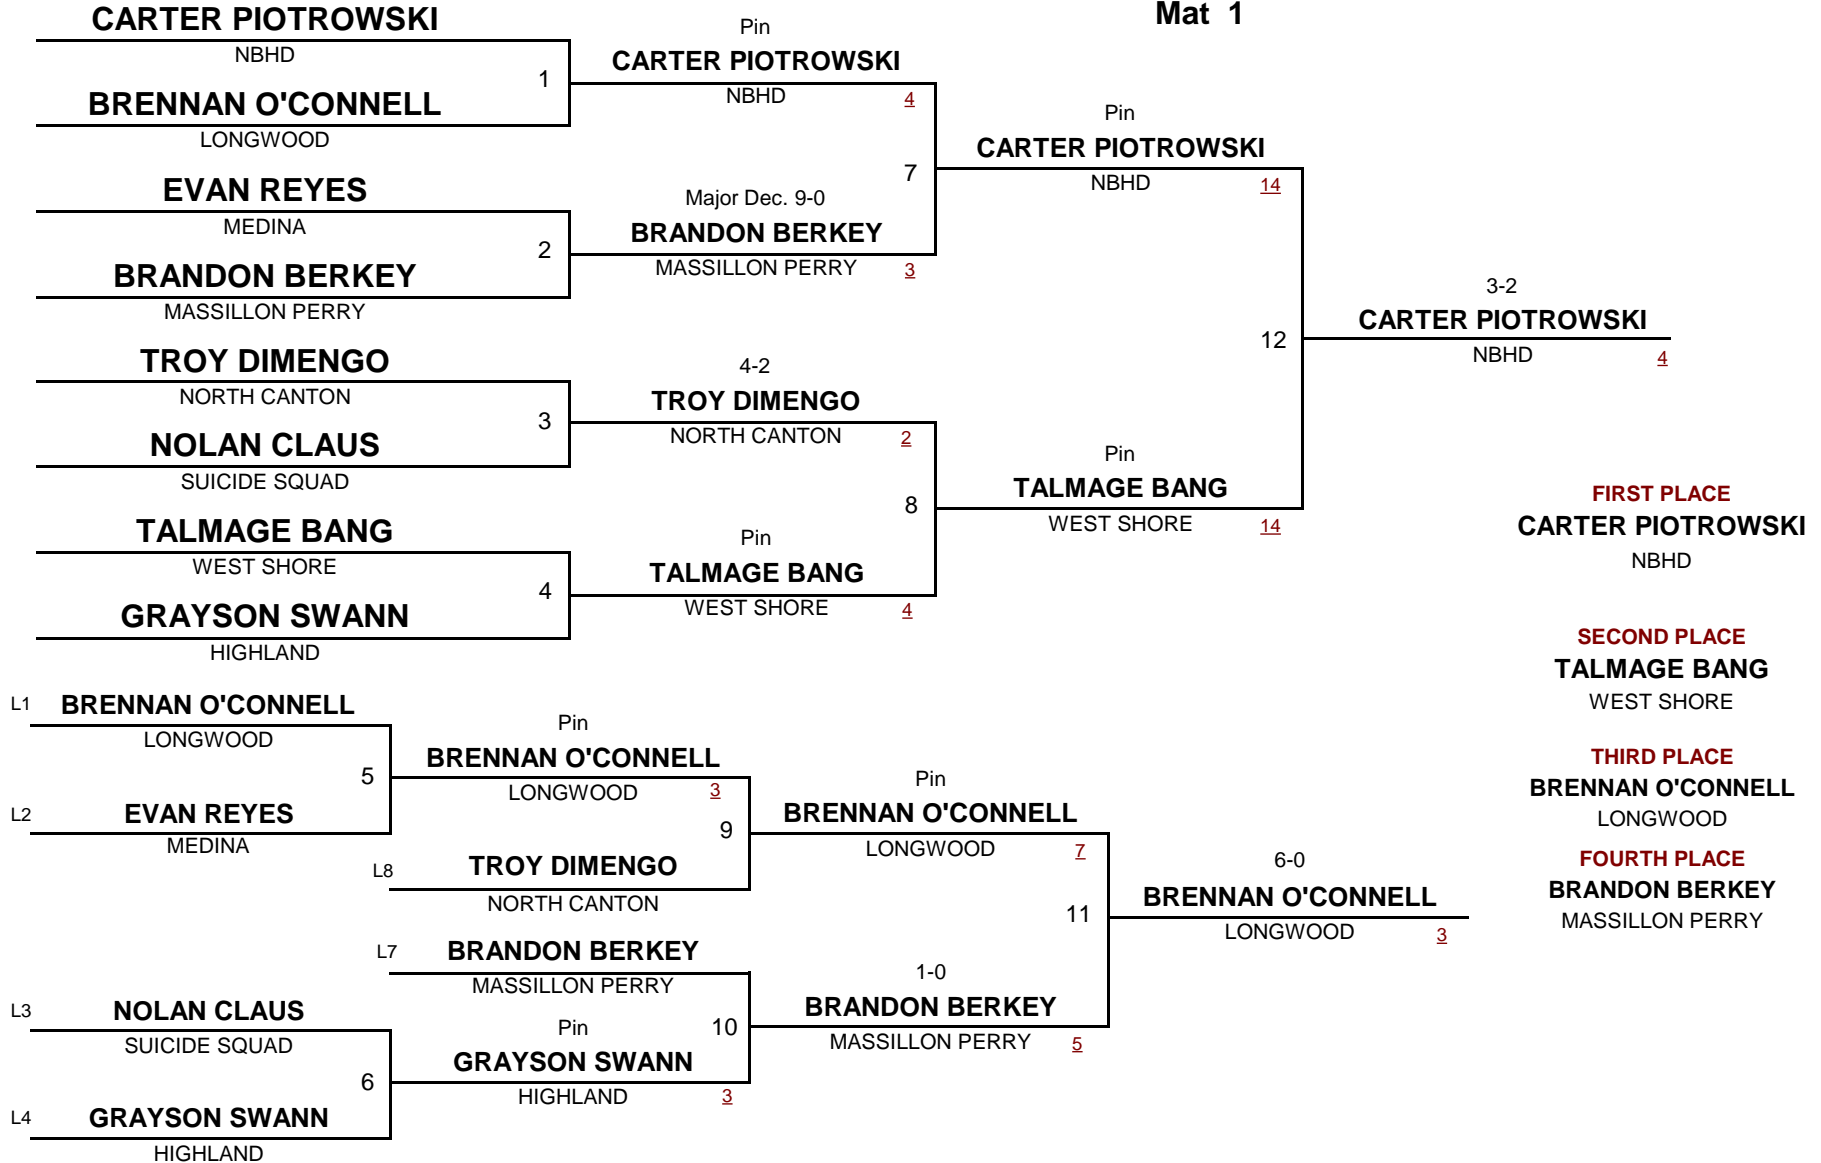 Mat 1
CARTER PIOTROWSKI
NBHD
1
BRENNAN O'CONNELL
LONGWOOD
EVAN REYES
MEDINA
2
BRANDON BERKEY
MASSILLON PERRY
TROY DIMENGO
NORTH CANTON
3
NOLAN CLAUS
SUICIDE SQUAD
TALMAGE BANG
WEST SHORE
4
GRAYSON SWANN
HIGHLAND
Pin
CARTER PIOTROWSKI
NBHD 4
7
Major Dec. 9-0
BRANDON BERKEY
MASSILLON PERRY 3
4-2
TROY DIMENGO
NORTH CANTON 2
8
Pin
TALMAGE BANG
WEST SHORE 4
Pin
CARTER PIOTROWSKI
NBHD 14
12
Pin
TALMAGE BANG
WEST SHORE 14
3-2
CARTER PIOTROWSKI
NBHD 4
FIRST PLACE
CARTER PIOTROWSKI
NBHD
SECOND PLACE
TALMAGE BANG
WEST SHORE
THIRD PLACE
BRENNAN O'CONNELL
LONGWOOD
FOURTH PLACE
BRANDON BERKEY
MASSILLON PERRY
L1 BRENNAN O'CONNELL
LONGWOOD
5
L2 EVAN REYES
MEDINA
L3 NOLAN CLAUS
SUICIDE SQUAD
6
L4 GRAYSON SWANN
HIGHLAND
Pin
BRENNAN O'CONNELL
LONGWOOD 3
9
L8 TROY DIMENGO
NORTH CANTON
L7 BRANDON BERKEY
MASSILLON PERRY
10
Pin
GRAYSON SWANN
HIGHLAND 3
Pin
BRENNAN O'CONNELL
LONGWOOD 7
11
1-0
BRANDON BERKEY
MASSILLON PERRY 5
6-0
BRENNAN O'CONNELL
LONGWOOD 3